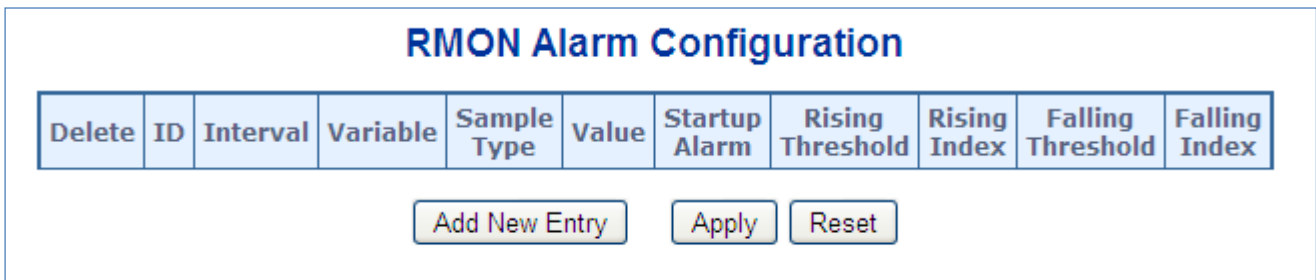 RMON Alarm Configuration
Delete ID Interval Variable Sample Type Value Startup Alarm Rising Threshold Rising Index Falling Threshold Falling Index
Add New Entry Apply Reset